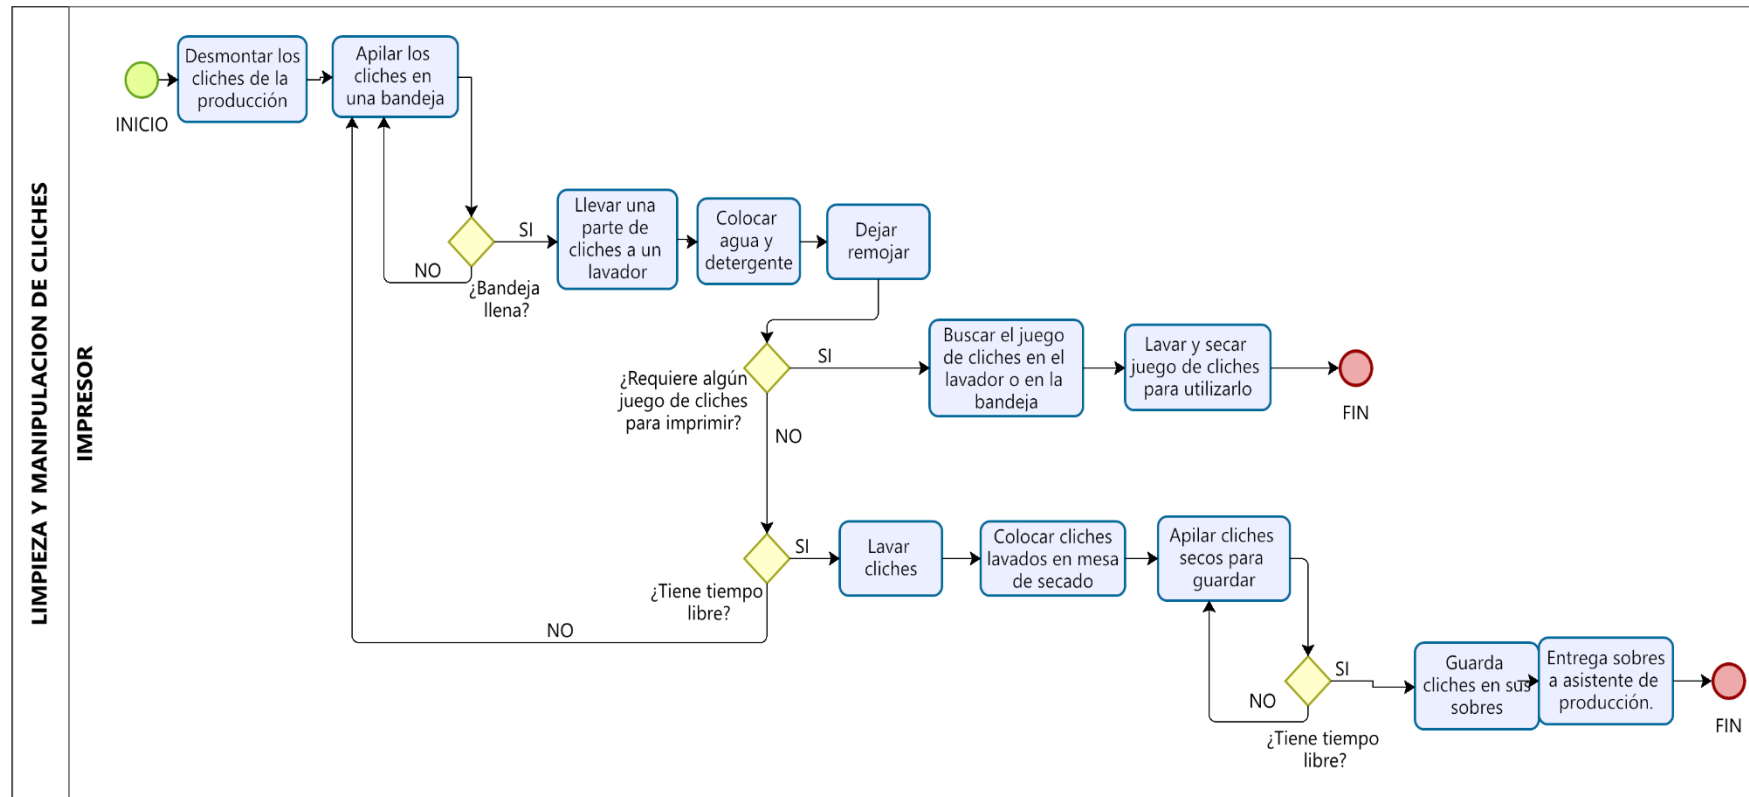 LIMPIEZA Y MANIPULACION DE CLICHES
IMPRESOR
INICIO
Desmontar los
cliches de la
producción
Apilar los
cliches en
una bandeja
¿Bandeja
llena?
SI
NO
Llevar una
parte de
cliches a un
lavador
Colocar
agua y
detergente
Dejar
remojar
¿Requiere algún
juego de cliches
para imprimir?
SI
NO
Buscar el juego
de cliches en el
lavador o en la
bandeja
Lavar y secar
juego de cliches
para utilizarlo
FIN
¿Tiene tiempo
libre?
SI
NO
Lavar
cliches
Colocar cliches
lavados en mesa
de secado
Apilar cliches
secos para
guardar
¿Tiene tiempo
libre?
SI
NO
Guarda
cliches en sus
sobres
Entrega sobres
a asistente de
producción.
FIN